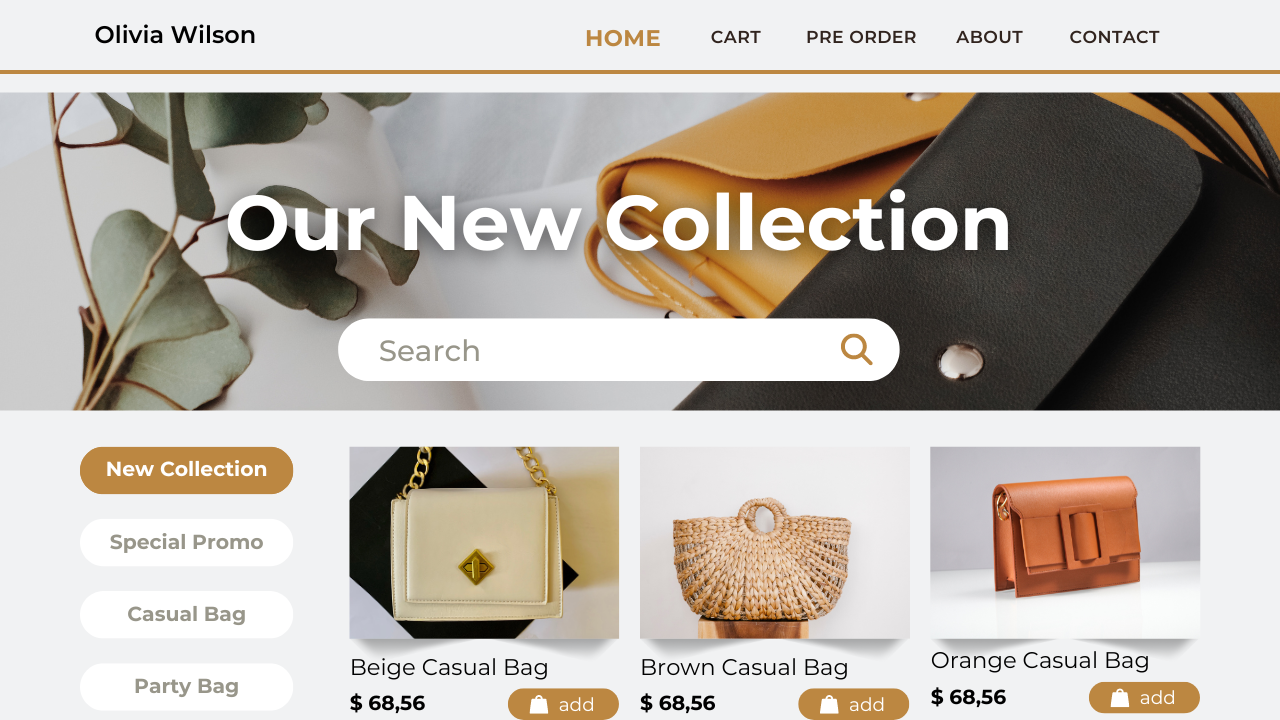 Olivia Wilson
HOME CART PRE ORDER ABOUT CONTACT
Our New Collection
Search
New Collection
Special Promo
Casual Bag
Party Bag
Beige Casual Bag
$ 68,56 add
Brown Casual Bag
$ 68,56 add
Orange Casual Bag
$ 68,56 add